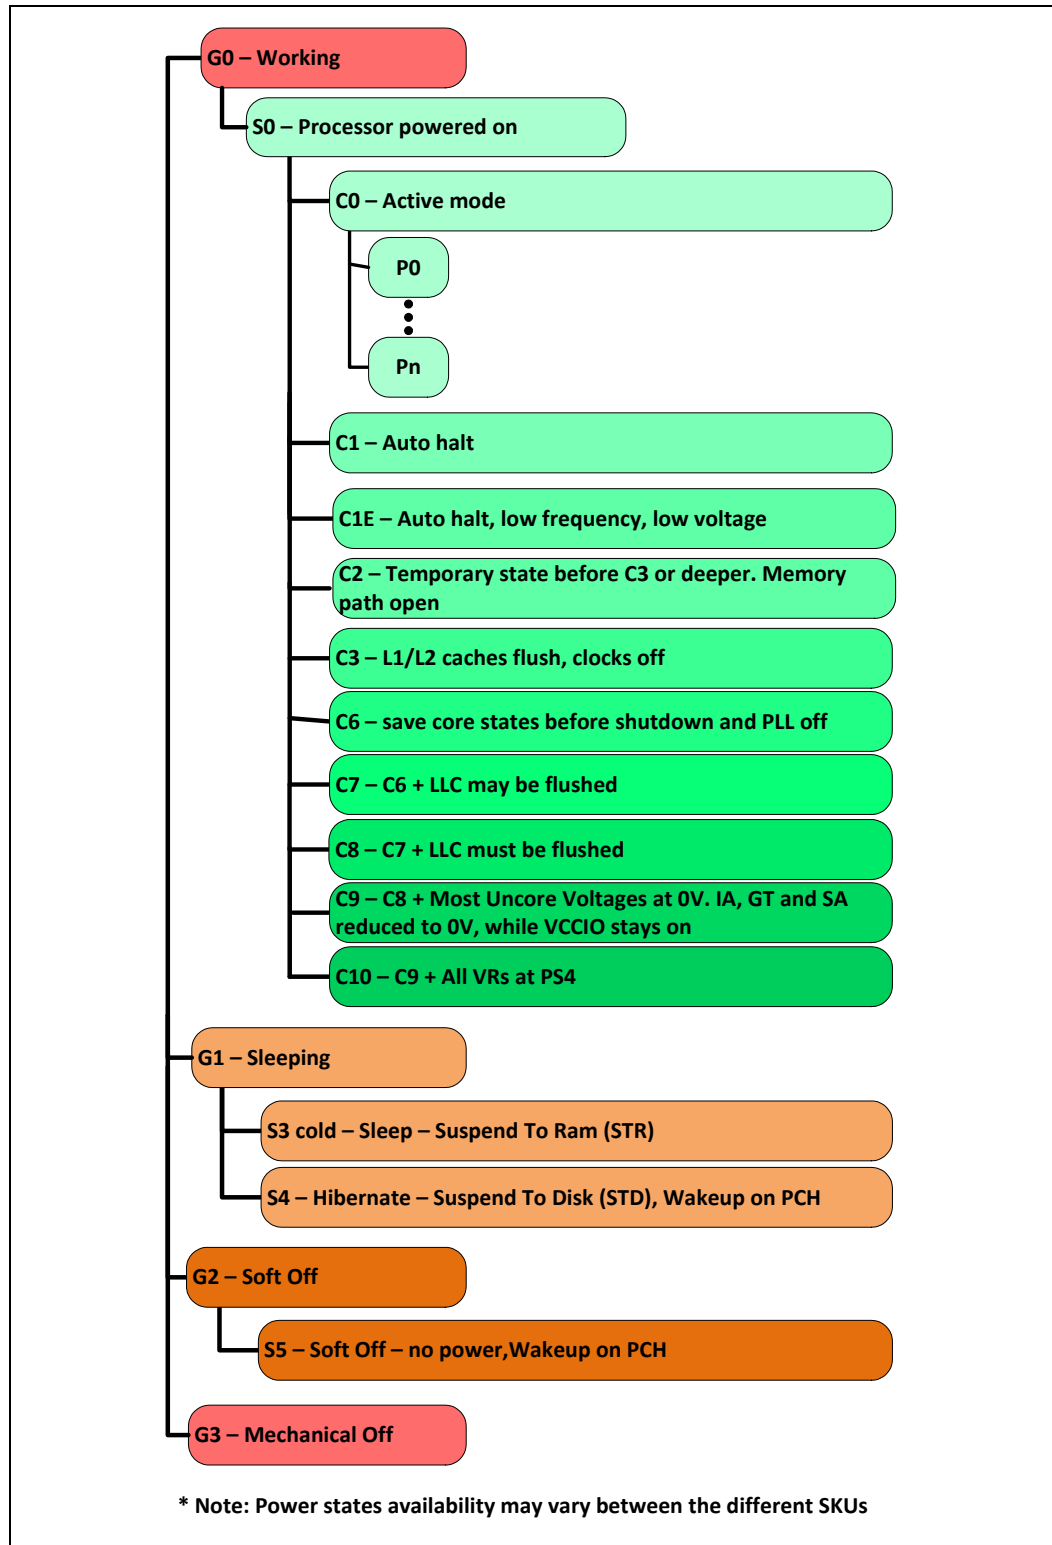 G0 – Working
S0 – Processor powered on
C0 – Active mode
P0
Pn
C1 – Auto halt
C1E – Auto halt, low frequency, low voltage
C2 – Temporary state before C3 or deeper. Memory
path open
C3 – L1/L2 caches flush, clocks off
C6 – save core states before shutdown and PLL off
C7 – C6 + LLC may be flushed
C8 – C7 + LLC must be flushed
C9 – C8 + Most Uncore Voltages at 0V. IA, GT and SA
reduced to 0V, while VCCIO stays on
C10 – C9 + All VRs at PS4
G1 – Sleeping
S3 cold – Sleep – Suspend To Ram (STR)
S4 – Hibernate – Suspend To Disk (STD), Wakeup on PCH
G2 – Soft Off
S5 – Soft Off – no power,Wakeup on PCH
G3 – Mechanical Off
* Note: Power states availability may vary between the different SKUs